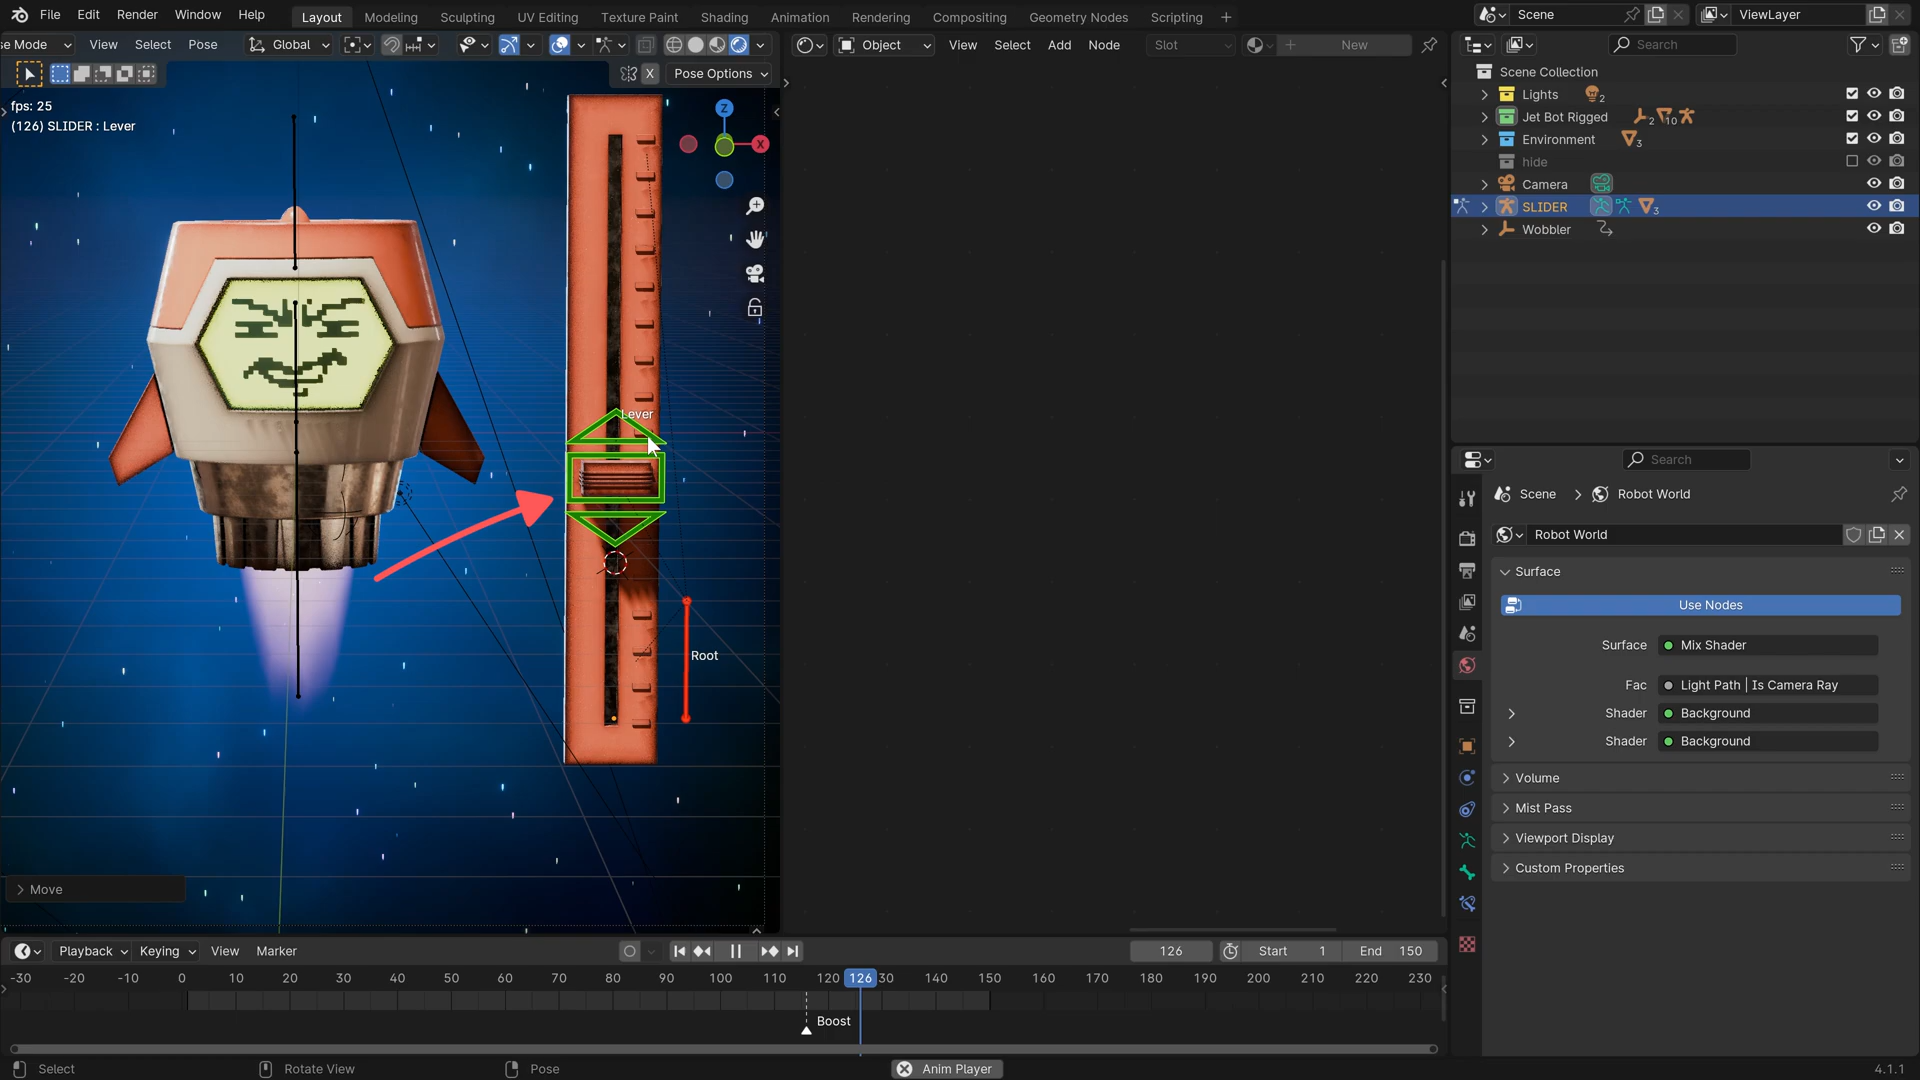 File Edit Render Window Help Layout Modeling Sculpting UV Editing Texture Paint Shading Animation Rendering Compositing Geometry Nodes Scripting +
Scene
ViewLayer
se Mode View Select Pose Global
Object View Select Add Node Slot New
Search
X Pose Options
Scene Collection
fps: 25
(126) SLIDER : Lever
Z
X
Lights 2
Jet Bot Rigged 2 10
Environment 3
hide
Camera
SLIDER 3
Wobbler
Lever
Root
Search
Scene > Robot World
Robot World
Surface
Use Nodes
Surface Mix Shader
Fac Light Path | Is Camera Ray
Shader Background
Shader Background
Volume
Mist Pass
Viewport Display
Custom Properties
Move
Playback Keying View Marker
126 Start 1 End 150
-30 -20 -10 0 10 20 30 40 50 60 70 80 90 100 110 120 126 30 140 150 160 170 180 190 200 210 220 230
Boost
Select Rotate View Pose Anim Player 4.1.1